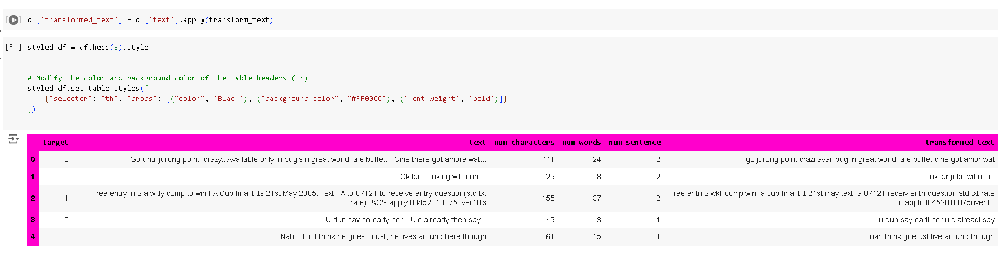 df['transformed_text'] = df['text'].apply(transform_text)
[31] styled_df = df.head(5).style
# Modify the color and background color of the table headers (th)
styled_df.set_table_styles([
{"selector": "th", "props": [("color", 'Black'), ("background-color", "#FF00CC"), ('font-weight', 'bold')]}
])
target text num_characters num_words num_sentence transformed_text
0 0 Go until jurong point, crazy.. Available only in bugis n great world la e buffet... Cine there got amore wat... 111 24 2 go jurong point crazi avail bugi n great world la e buffet cine got amor wat
1 0 Ok lar... Joking wif u oni... 29 8 2 ok lar joke wif u oni
2 1 Free entry in 2 a wkly comp to win FA Cup final tkts 21st May 2005. Text FA to 87121 to receive entry question(std txt 155 37 2 free entri 2 wkli comp win fa cup final tkt 21st may text fa 87121 receiv entri question std txt rate
rate)T&C's apply 08452810075over18's c appli 08452810075over18
3 0 U dun say so early hor... U c already then say... 49 13 1 u dun say earli hor u c alreadi say
4 0 Nah I don't think he goes to usf, he lives around here though 61 15 1 nah think goe usf live around though